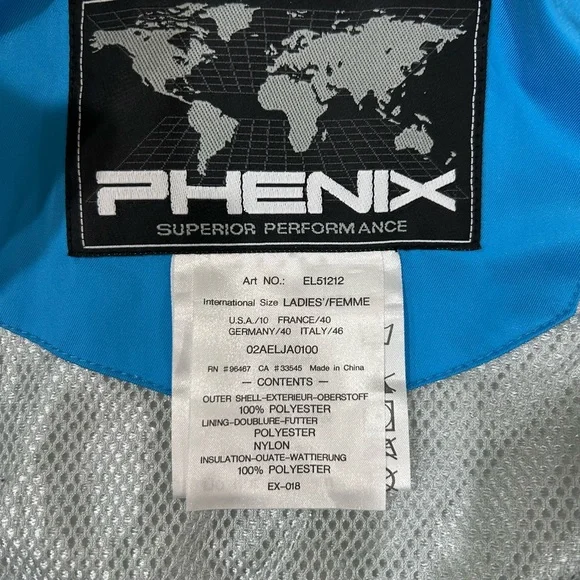 PHENIX
SUPERIOR PERFORMANCE
Art NO.: EL51212
International Size LADIES'/FEMME
U.S.A./10 FRANCE/40
GERMANY/40 ITALY/46
02AELJA0100
RN #96467 CA #33545 Made in China
— CONTENTS —
OUTER SHELL-EXTERIEUR-OBERSTOFF
100% POLYESTER
LINING-DOUBLURE-FUTTER
POLYESTER
NYLON
INSULATION-OUATE-WATTIERUNG
100% POLYESTER
EX-018